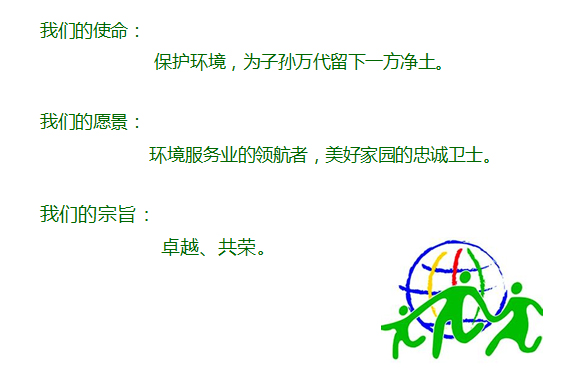 我们的使命：
保护环境，为子孙万代留下一方净土。
我们的愿景：
环境服务业的领航者，美好家园的忠诚卫士。
我们的宗旨：
卓越、共荣。